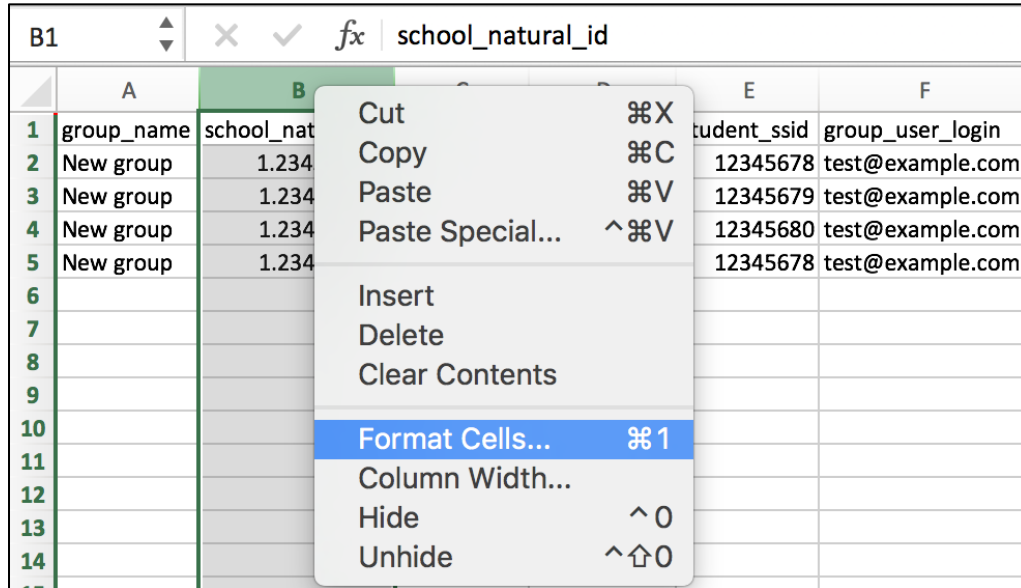 B1 fx school_natural_id
A B E F
1 group_name school_nat tudent_ssid group_user_login
2 New group 1.234 12345678 test@example.com
3 New group 1.234 12345679 test@example.com
4 New group 1.234 12345680 test@example.com
5 New group 1.234 12345678 test@example.com
6
7
8
9
10
11
12
13
14
Cut ⌘X
Copy ⌘C
Paste ⌘V
Paste Special... ^⌘V
Insert
Delete
Clear Contents
Format Cells... ⌘1
Column Width...
Hide ^0
Unhide ^⇧0